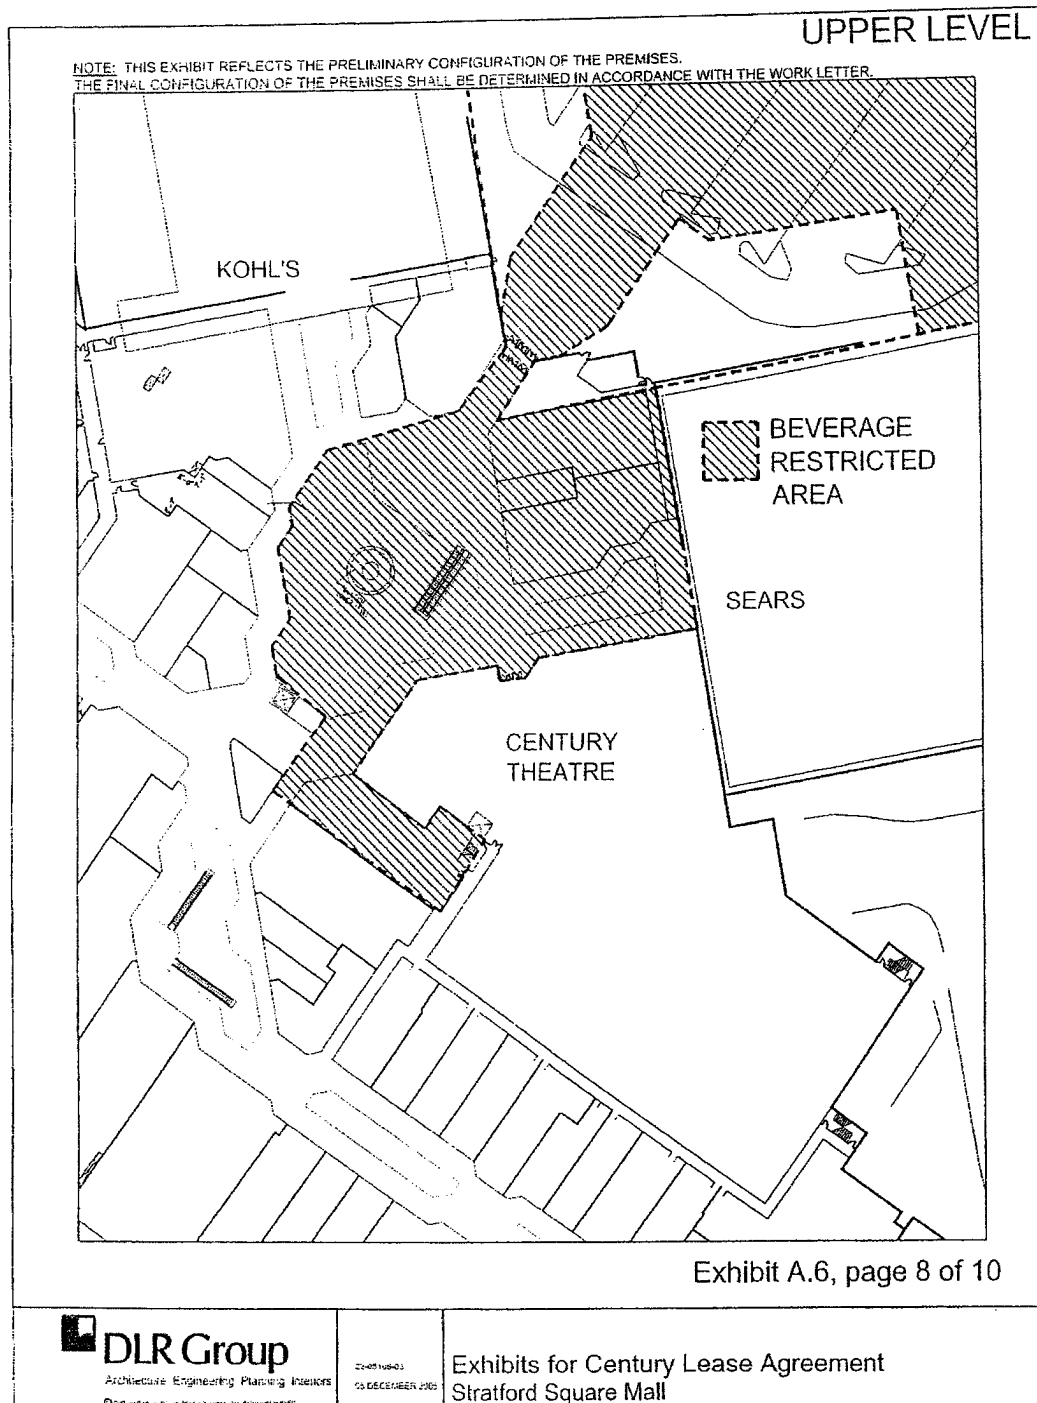 UPPER LEVEL
NOTE: THIS EXHIBIT REFLECTS THE PRELIMINARY CONFIGURATION OF THE PREMISES.
THE FINAL CONFIGURATION OF THE PREMISES SHALL BE DETERMINED IN ACCORDANCE WITH THE WORK LETTER.
KOHL'S
BEVERAGE
RESTRICTED
AREA
SEARS
CENTURY
THEATRE
Exhibit A.6, page 8 of 10
DLR Group
Architecture Engineering Planning Interiors
DECEMBER
Exhibits for Century Lease Agreement
Stratford Square Mall